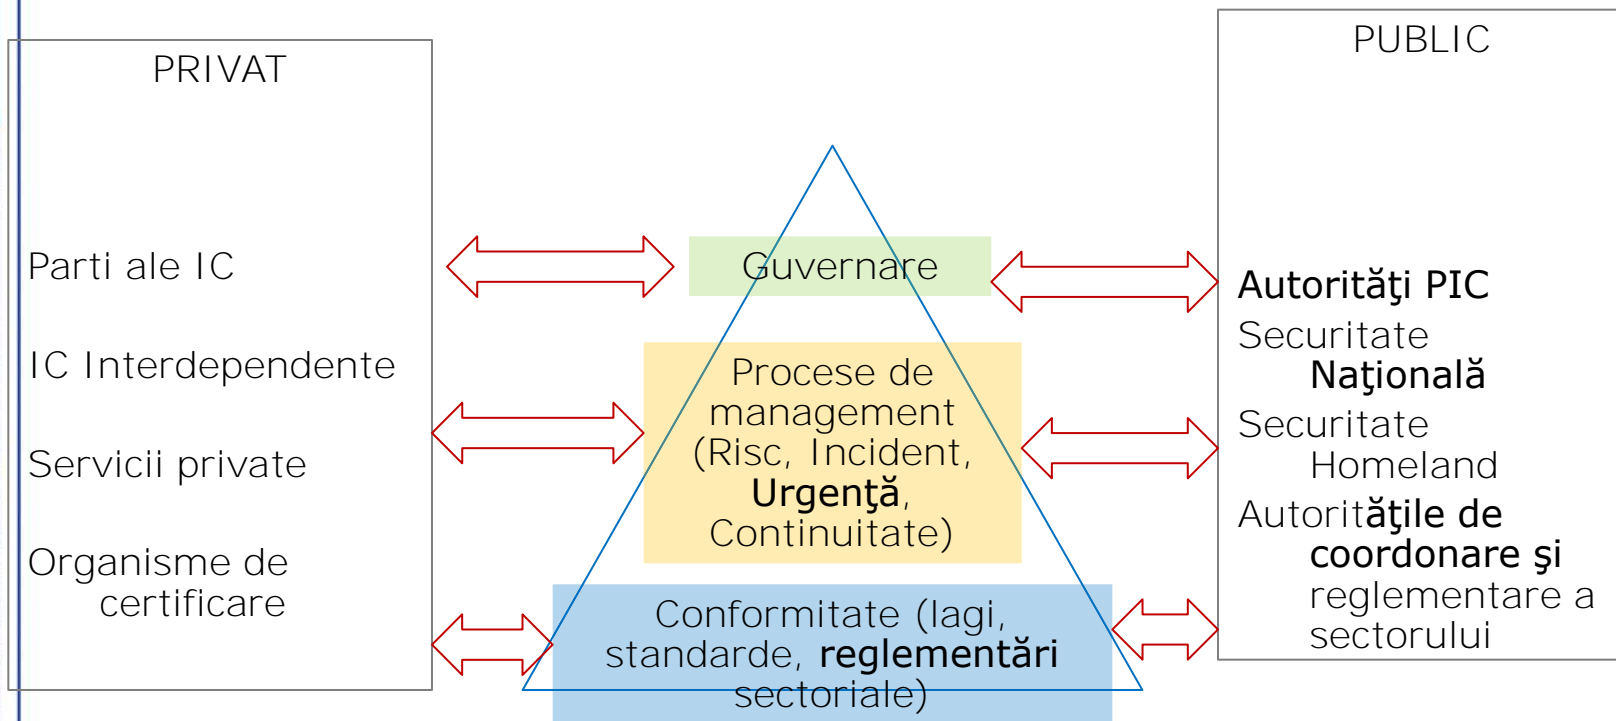 PRIVAT
Parti ale IC
IC Interdependente
Servicii private
Organisme de
certificare
Guvernare
Procese de
management
(Risc, Incident,
Urgenţă,
Continuitate)
Conformitate (lagi,
standarde, reglementări
sectoriale)
PUBLIC
Autorităţi PIC
Securitate
Naţională
Securitate
Homeland
Autorităţile de
coordonare şi
reglementare a
sectorului